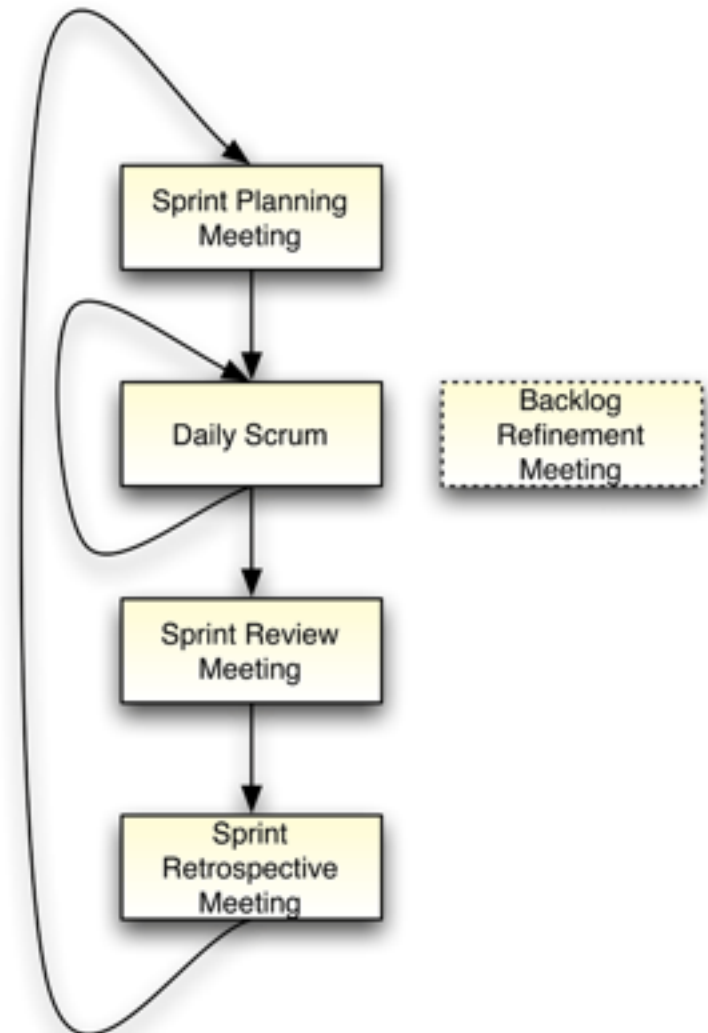 Sprint Planning
Meeting
Daily Scrum
Backlog
Refinement
Meeting
Sprint Review
Meeting
Sprint
Retrospective
Meeting